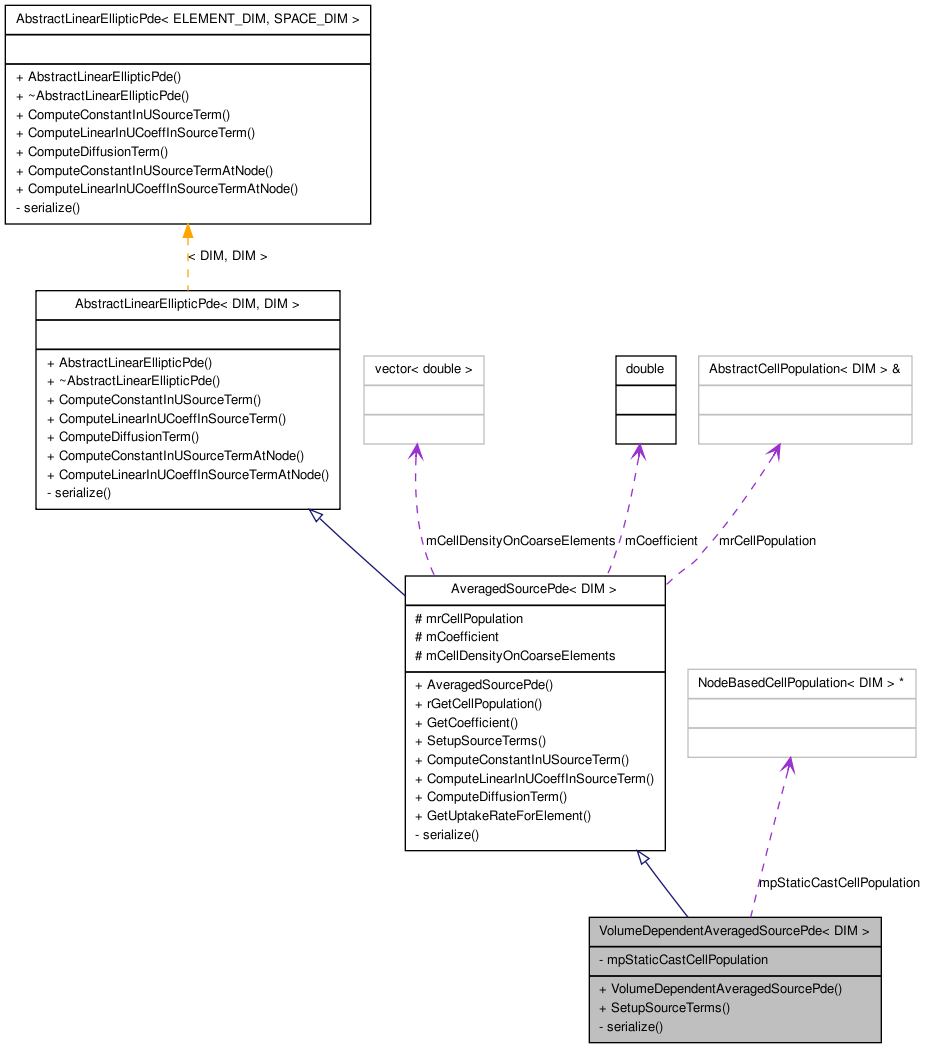 AbstractLinearEllipticPde< ELEMENT_DIM, SPACE_DIM >
+ AbstractLinearEllipticPde()
+ ~AbstractLinearEllipticPde()
+ ComputeConstantInUSourceTerm()
+ ComputeLinearInUCoeffInSourceTerm()
+ ComputeDiffusionTerm()
+ ComputeConstantInUSourceTermAtNode()
+ ComputeLinearInUCoeffInSourceTermAtNode()
- serialize()
< DIM, DIM >
AbstractLinearEllipticPde< DIM, DIM >
+ AbstractLinearEllipticPde()
+ ~AbstractLinearEllipticPde()
+ ComputeConstantInUSourceTerm()
+ ComputeLinearInUCoeffInSourceTerm()
+ ComputeDiffusionTerm()
+ ComputeConstantInUSourceTermAtNode()
+ ComputeLinearInUCoeffInSourceTermAtNode()
- serialize()
vector< double >
double
AbstractCellPopulation< DIM > &
mCellDensityOnCoarseElements
mCoefficient
mrCellPopulation
AveragedSourcePde< DIM >
# mrCellPopulation
# mCoefficient
# mCellDensityOnCoarseElements
+ AveragedSourcePde()
+ rGetCellPopulation()
+ GetCoefficient()
+ SetupSourceTerms()
+ ComputeConstantInUSourceTerm()
+ ComputeLinearInUCoeffInSourceTerm()
+ ComputeDiffusionTerm()
+ GetUptakeRateForElement()
- serialize()
NodeBasedCellPopulation< DIM > *
mpStaticCastCellPopulation
VolumeDependentAveragedSourcePde< DIM >
- mpStaticCastCellPopulation
+ VolumeDependentAveragedSourcePde()
+ SetupSourceTerms()
- serialize()